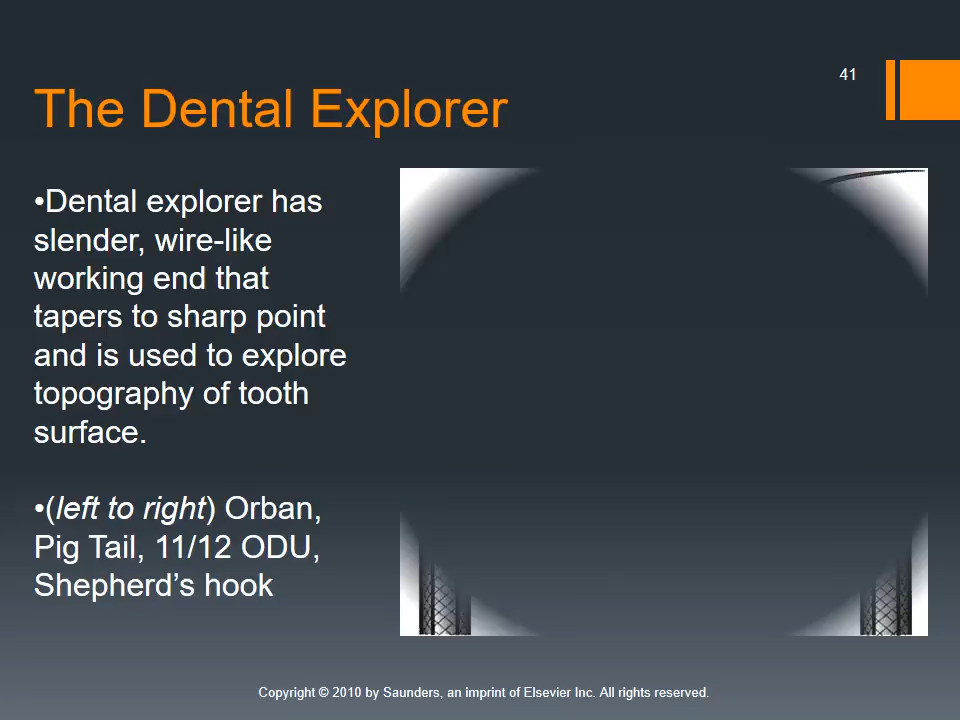 41
The Dental Explorer
•Dental explorer has
slender, wire-like
working end that
tapers to sharp point
and is used to explore
topography of tooth
surface.
•(left to right) Orban,
Pig Tail, 11/12 ODU,
Shepherd’s hook
Copyright © 2010 by Saunders, an imprint of Elsevier Inc. All rights reserved.